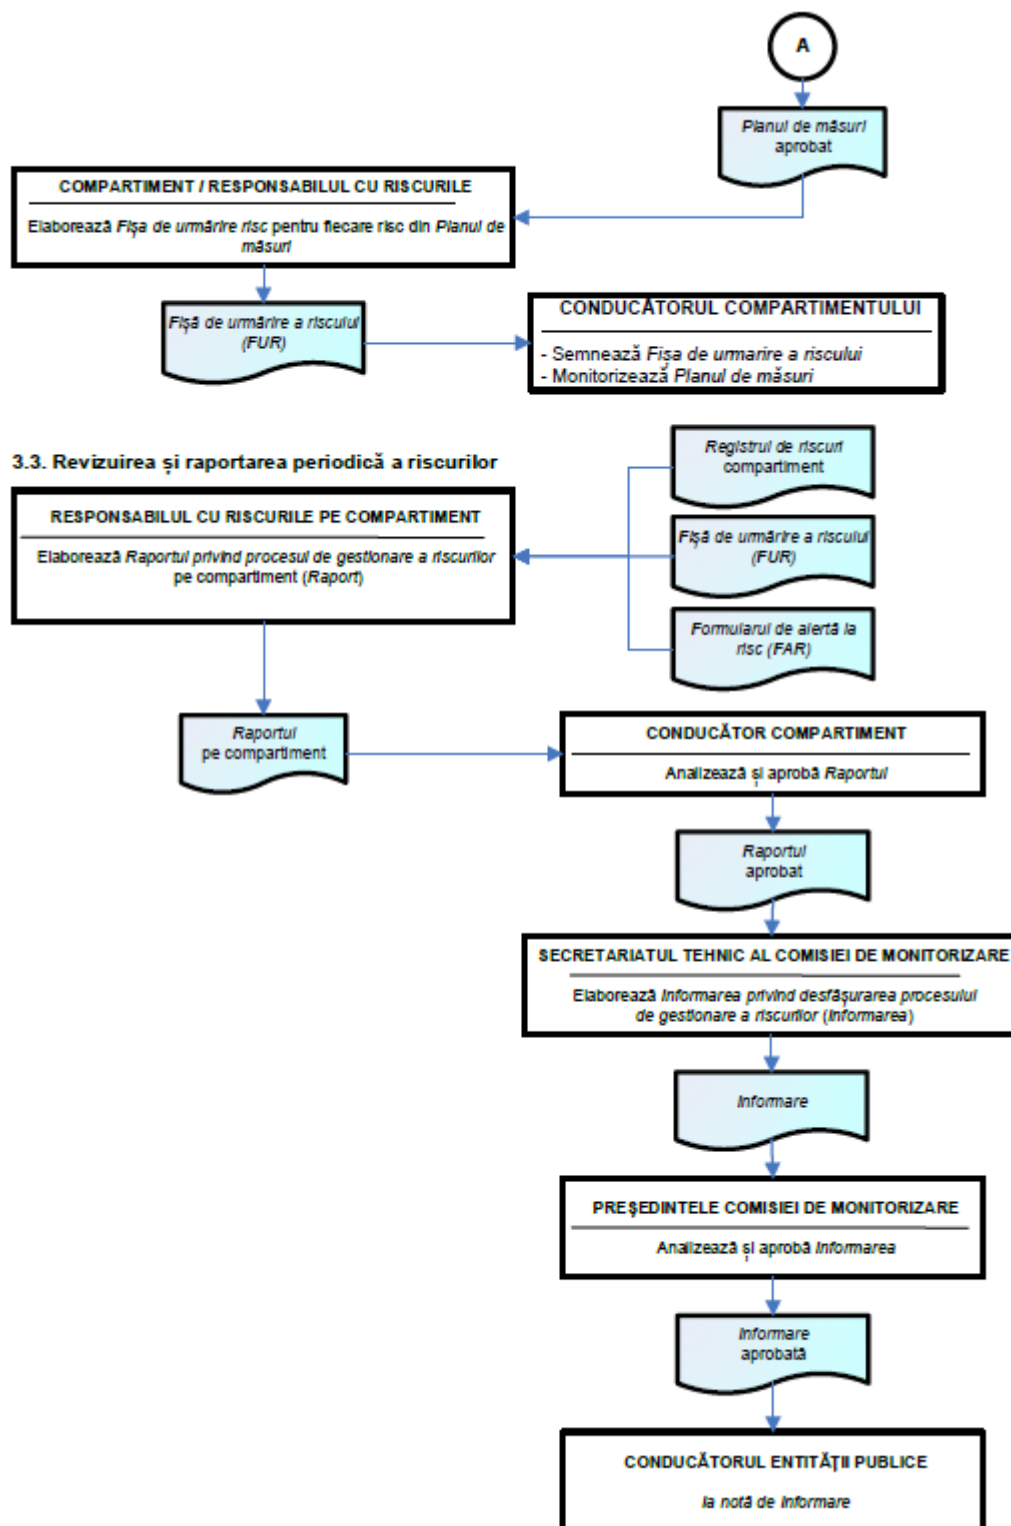 A
Planul de măsuri
aprobat
COMPARTIMENT / RESPONSABILUL CU RISCURILE
Elaborează Fișa de urmărire risc pentru fiecare risc din Planul de
măsuri
Fișă de urmărire a riscului
(FUR)
CONDUCĂTORUL COMPARTIMENTULUI
- Semnează Fișa de urmarire a riscului
- Monitorizează Planul de măsuri
3.3. Revizuirea și raportarea periodică a riscurilor
Registrul de riscuri
compartiment
RESPONSABILUL CU RISCURILE PE COMPARTIMENT
Elaborează Raportul privind procesul de gestionare a riscurilor
pe compartiment (Raport)
Fișă de urmărire a riscului
(FUR)
Formularul de alertă la
risc (FAR)
Raportul
pe compartiment
CONDUCĂTOR COMPARTIMENT
Analizează și aprobă Raportul
Raportul
aprobat
SECRETARIATUL TEHNIC AL COMISIEI DE MONITORIZARE
Elaborează Informarea privind desfășurarea procesului
de gestionare a riscurilor (Informarea)
Informare
PREȘEDINTELE COMISIEI DE MONITORIZARE
Analizează și aprobă Informarea
Informare
aprobată
CONDUCĂTORUL ENTITĂȚII PUBLICE
Ia notă de Informare